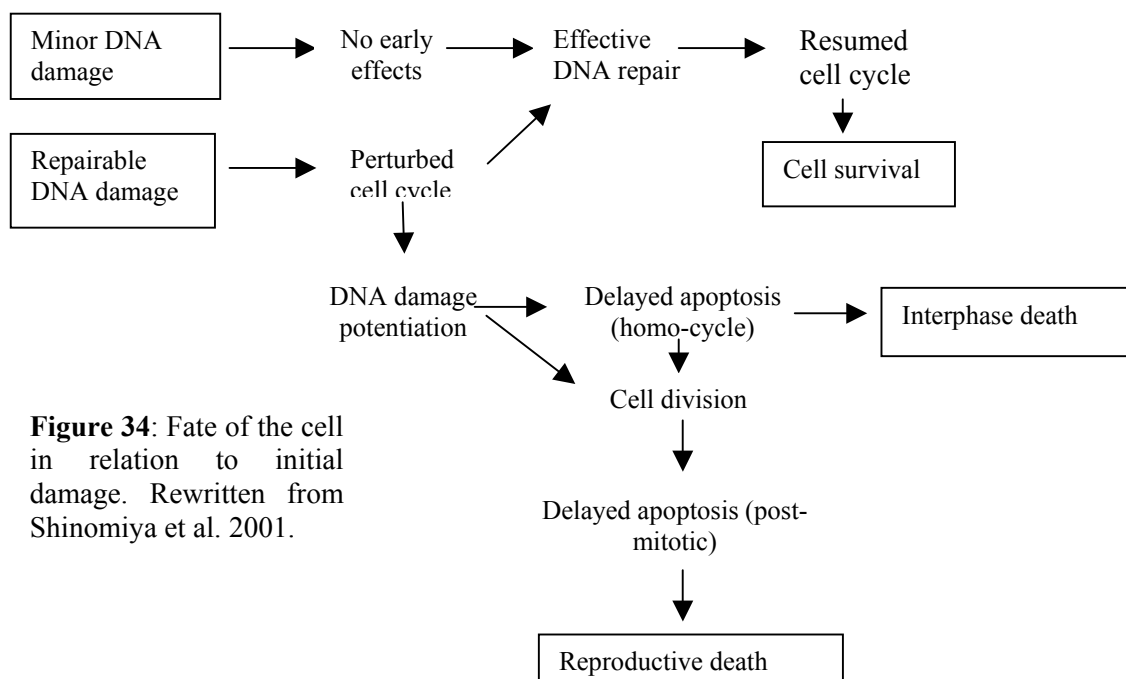 Minor DNA
damage
No early
effects
Effective
DNA repair
Resumed
cell cycle
Repairable
DNA damage
Perturbed
cell cycle
Cell survival
DNA damage
potentiation
Delayed apoptosis
(homo-cycle)
Interphase death
Cell division
Figure 34: Fate of the cell
in relation to initial
damage. Rewritten from
Shinomiya et al. 2001.
Delayed apoptosis (post-
mitotic)
Reproductive death